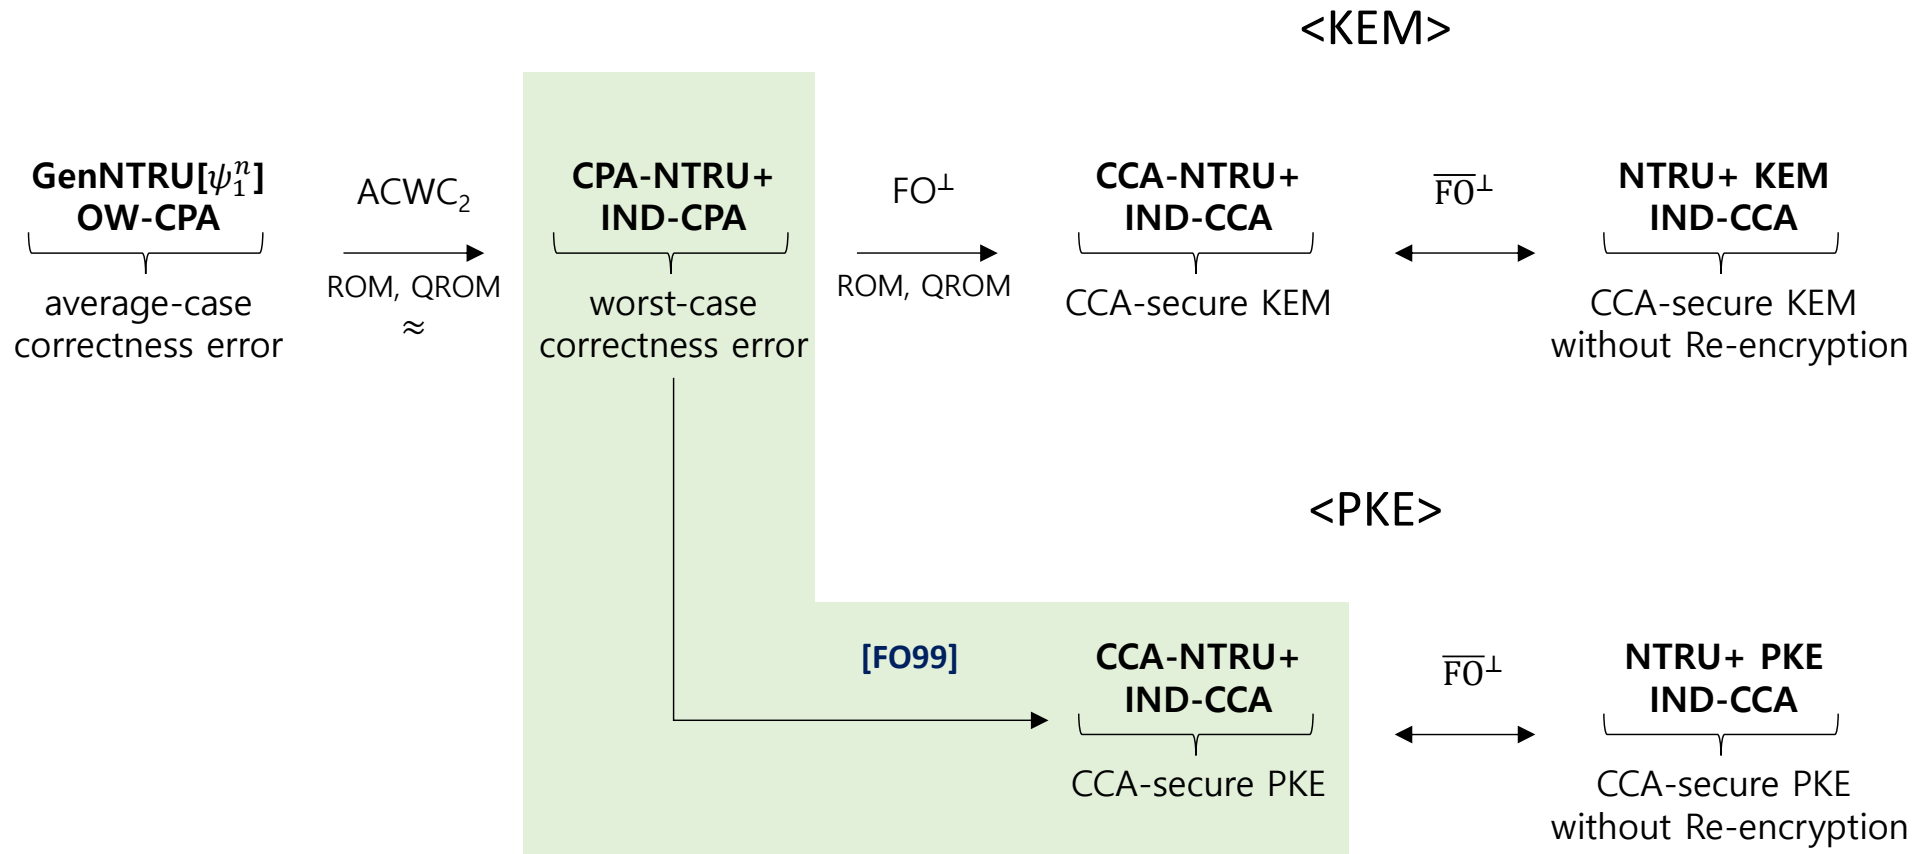 <KEM>
GenNTRU[ψ₁ⁿ]
OW-CPA
average-case
correctness error
ACWC₂
ROM, QROM
≈
CPA-NTRU+
IND-CPA
worst-case
correctness error
FO⊥
ROM, QROM
CCA-NTRU+
IND-CCA
CCA-secure KEM
F̅O̅⊥
NTRU+ KEM
IND-CCA
CCA-secure KEM
without Re-encryption
<PKE>
[FO99]
CCA-NTRU+
IND-CCA
CCA-secure PKE
F̅O̅⊥
NTRU+ PKE
IND-CCA
CCA-secure PKE
without Re-encryption